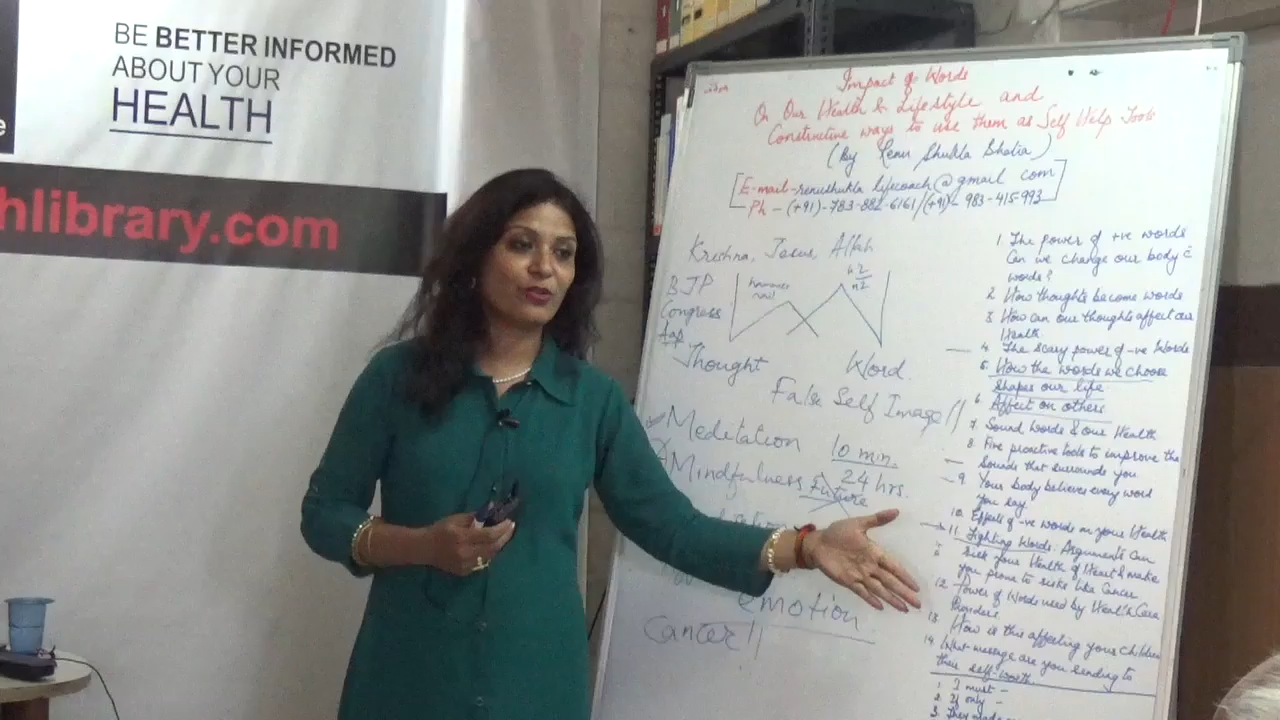 BE BETTER INFORMED
ABOUT YOUR
HEALTH
e
hlibrary.com
Impact of Words
On Our Health & Lifestyle and
Constructive ways to use them as Self Help Tools
(By Renu Shukla Bhatia)
E-mail-renushukla lifecoach@gmail com
Ph - (+91)-783-882-6161/(+91)- 983-415-993
Krishna, Jesus, Allah
BJP
Congress
Aap
hammer
nail
Thought Word.
False Self Image!!
Meditation 10 min.
Mindfulness 24 hrs.
Future
emotion
Cancer!!
1. The power of +ve words
Can we change our body c
words?
2. How thoughts become words
3. How can our thoughts affect our
Health.
4. The scary power of -ve Words
5. How the words we choose
shapes our life
6. Affect on others
7. Sound Words & our Health
8. Five proactive tools to improve the
Sounds that surrounds you
9. Your body believes every word
you say.
10. Effects of -ve words on your Health
11. Fighting Words. Arguments Can
Risk Your Health of Heart & make
you prone to risks like Cancer
12. Power of Words used by Health Care
Providers.
13. How is this affecting your children
14. What message are you sending to
their self-worth.
1. I must -
2. If only -
3. They made